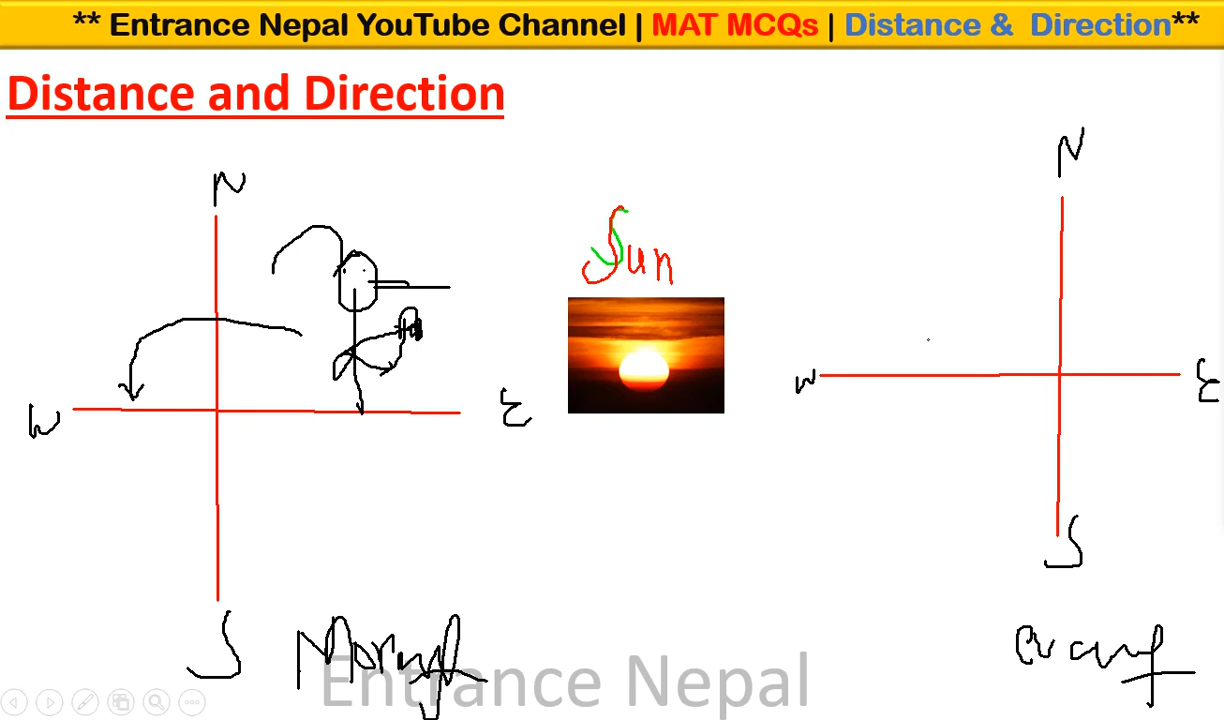 ** Entrance Nepal YouTube Channel | MAT MCQs | Distance & Direction**
Distance and Direction
N
N
Sun
W
E
W
E
S
S
Entrance Nepal